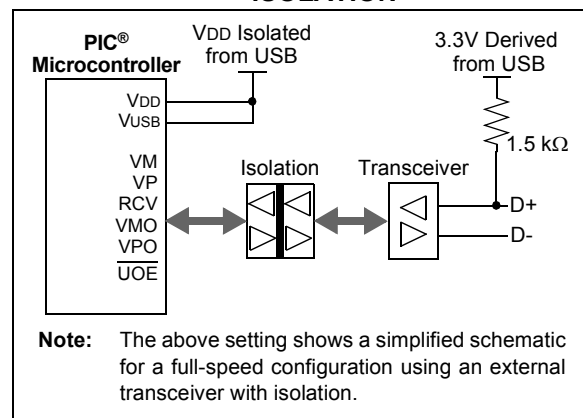 PIC®
Microcontroller
VDD Isolated
from USB
3.3V Derived
from USB
VDD
VUSB
1.5 kΩ
VM
VP
RCV
VMO
VPO
UOE
Isolation
Transceiver
D+
D-
Note: The above setting shows a simplified schematic
for a full-speed configuration using an external
transceiver with isolation.